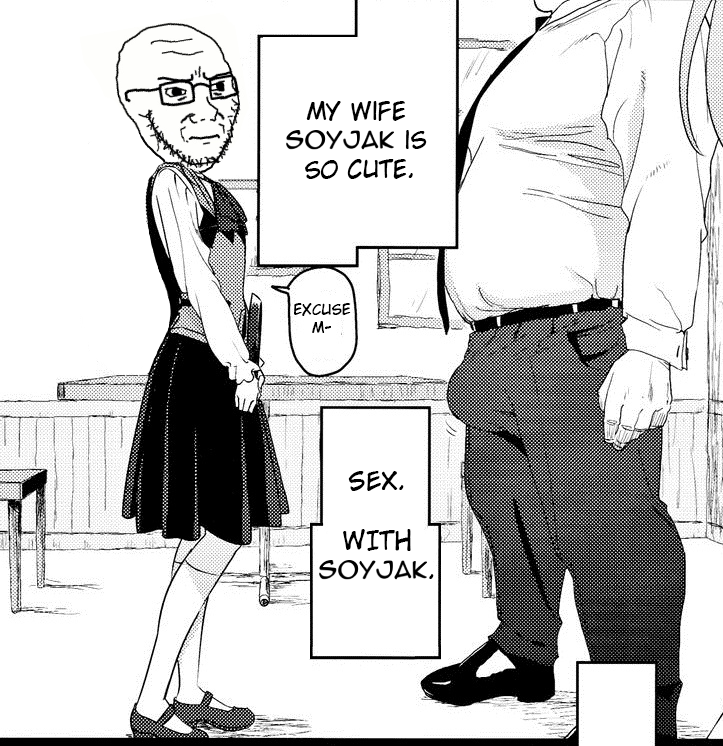 MY WIFE
SOYJAK IS
SO CUTE.
EXCUSE
M-
SEX.
WITH
SOYJAK.